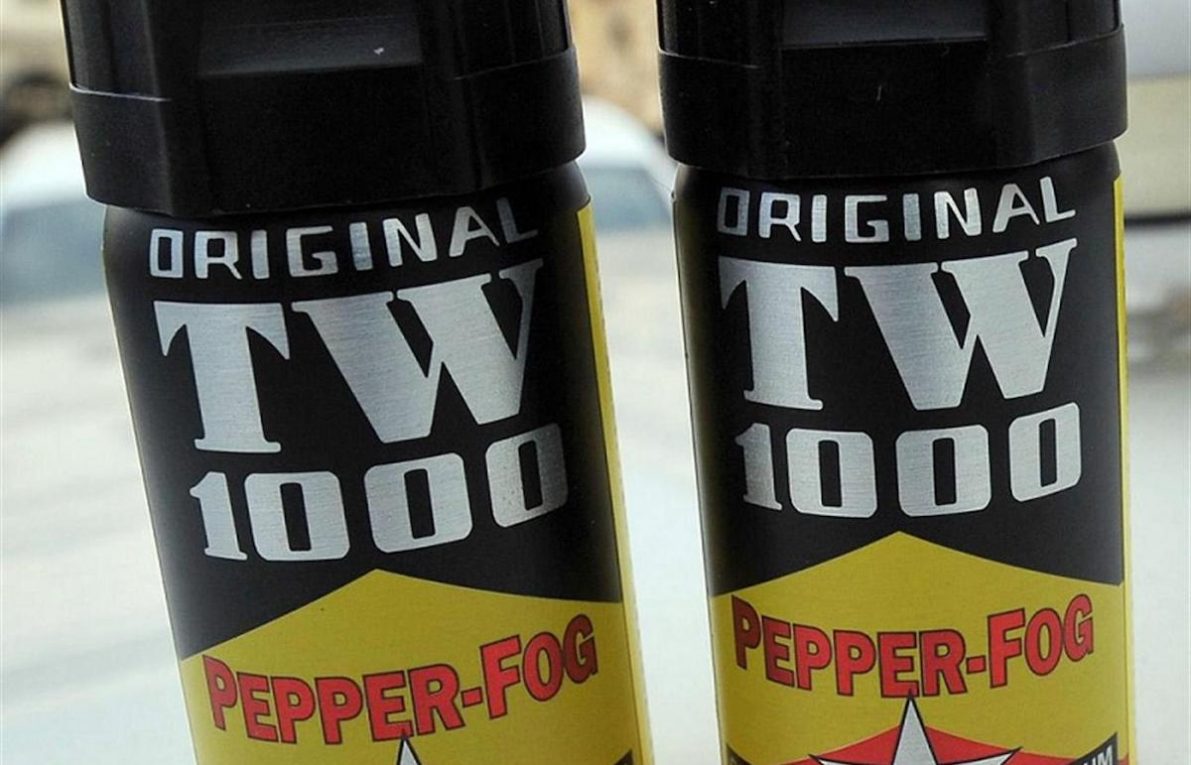 ORIGINAL
TW
1000
PEPPER-FOG
ORIGINAL
TW
1000
PEPPER-FOG